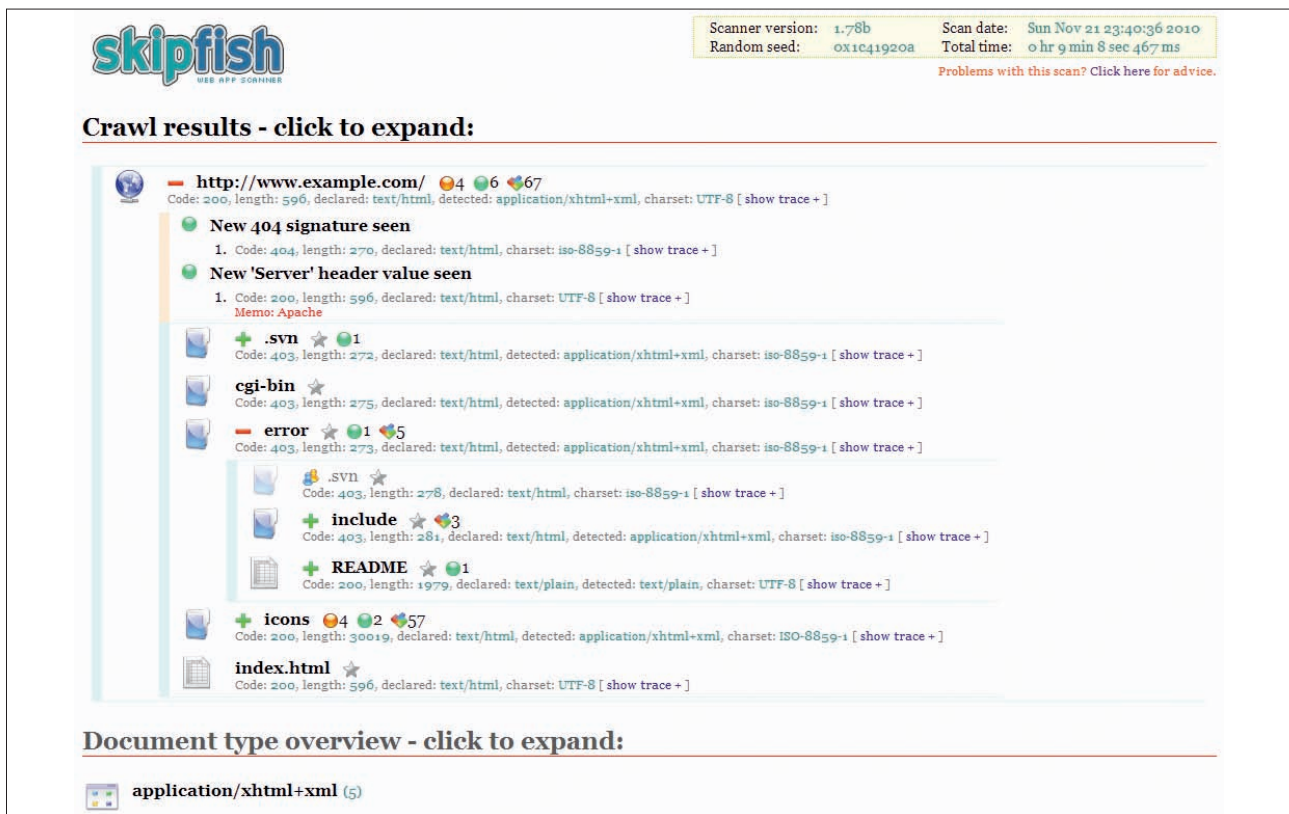 skipfish
WEB APP SCANNER
Scanner version: 1.78b Scan date: Sun Nov 21 23:40:36 2010
Random seed: 0x1c41920a Total time: 0 hr 9 min 8 sec 467 ms
Problems with this scan? Click here for advice.
Crawl results - click to expand:
http://www.example.com/ 4 6 67
Code: 200, length: 596, declared: text/html, detected: application/xhtml+xml, charset: UTF-8 [ show trace + ]
New 404 signature seen
1. Code: 404, length: 270, declared: text/html, charset: iso-8859-1 [ show trace + ]
New 'Server' header value seen
1. Code: 200, length: 596, declared: text/html, charset: UTF-8 [ show trace + ]
Memo: Apache
.svn 1
Code: 403, length: 272, declared: text/html, detected: application/xhtml+xml, charset: iso-8859-1 [ show trace + ]
cgi-bin
Code: 403, length: 275, declared: text/html, detected: application/xhtml+xml, charset: iso-8859-1 [ show trace + ]
error 1 5
Code: 403, length: 273, declared: text/html, detected: application/xhtml+xml, charset: iso-8859-1 [ show trace + ]
.svn
Code: 403, length: 278, declared: text/html, charset: iso-8859-1 [ show trace + ]
include 3
Code: 403, length: 281, declared: text/html, detected: application/xhtml+xml, charset: iso-8859-1 [ show trace + ]
README 1
Code: 200, length: 1979, declared: text/plain, detected: text/plain, charset: UTF-8 [ show trace + ]
icons 4 2 57
Code: 200, length: 30019, declared: text/html, detected: application/xhtml+xml, charset: ISO-8859-1 [ show trace + ]
index.html
Code: 200, length: 596, declared: text/html, charset: UTF-8 [ show trace + ]
Document type overview - click to expand:
application/xhtml+xml (5)